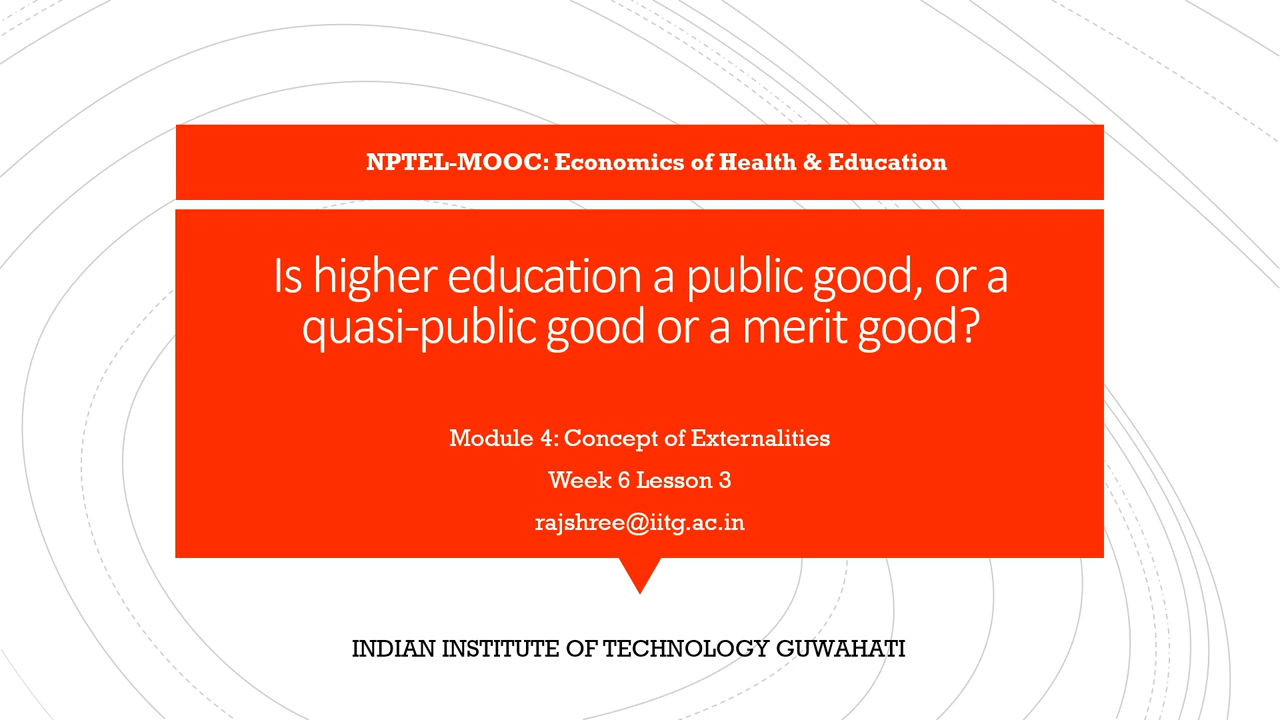 NPTEL-MOOC: Economics of Health & Education
Is higher education a public good, or a
quasi-public good or a merit good?
Module 4: Concept of Externalities
Week 6 Lesson 3
rajshree@iitg.ac.in
INDIAN INSTITUTE OF TECHNOLOGY GUWAHATI